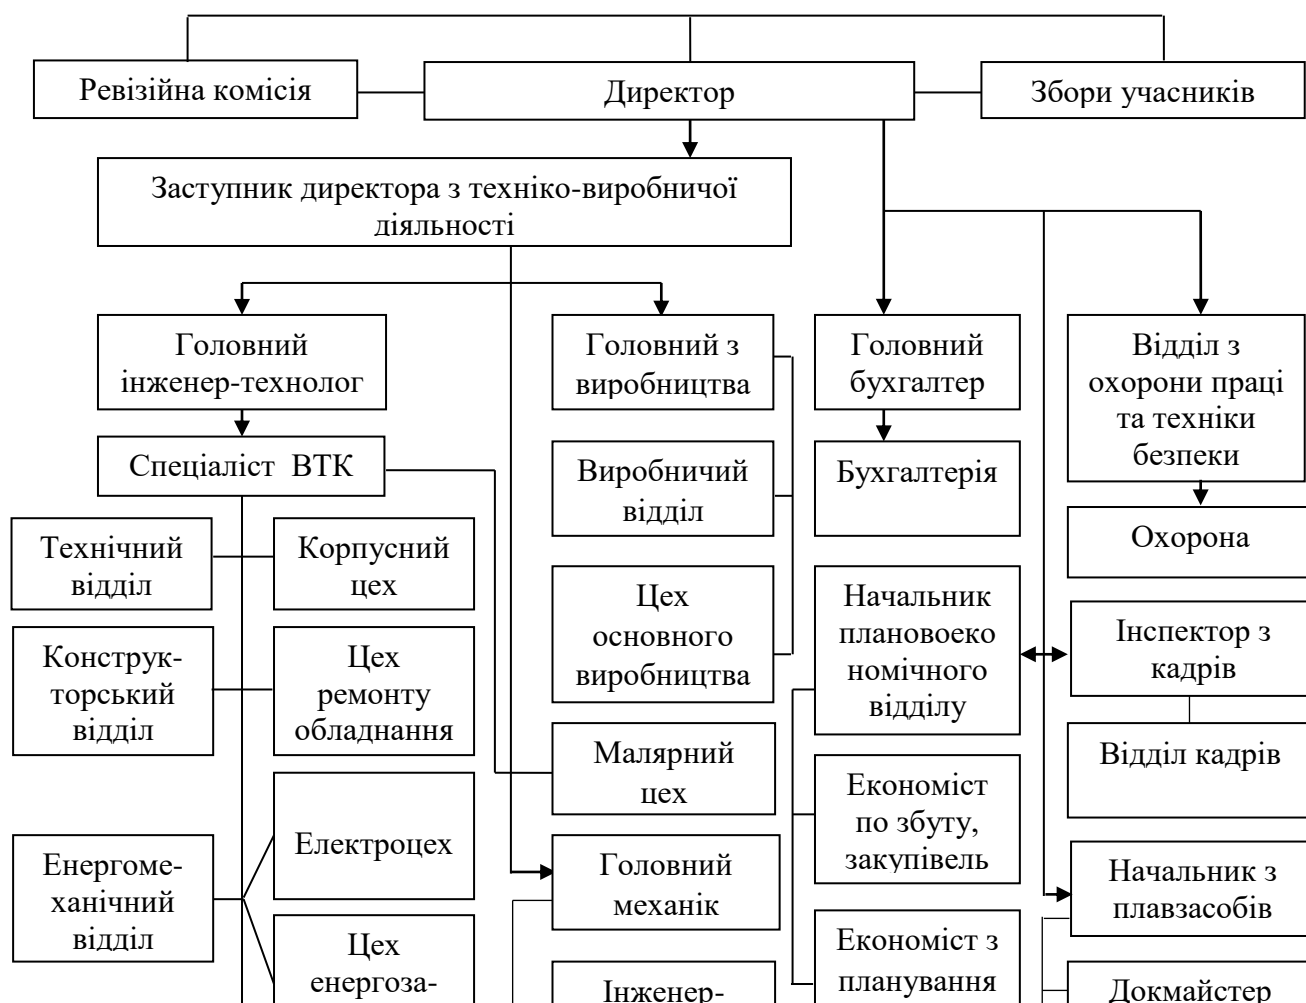 Ревізійна комісія
Директор
Збори учасників
Заступник директора з техніко-виробничої
діяльності
Головний
інженер-технолог
Головний з
виробництва
Головний
бухгалтер
Відділ з
охорони праці
та техніки
безпеки
Спеціаліст ВТК
Виробничий
відділ
Бухгалтерія
Охорона
Технічний
відділ
Корпусний
цех
Цех
основного
виробництва
Начальник
плановоеко
номічного
відділу
Інспектор з
кадрів
Конструк-
торський
відділ
Цех
ремонту
обладнання
Малярний
цех
Відділ кадрів
Економіст
по збуту,
закупівель
Електроцех
Енергоме-
ханічний
відділ
Головний
механік
Начальник з
плавзасобів
Цех
енергоза-
Інженер-
Економіст з
планування
Докмайстер